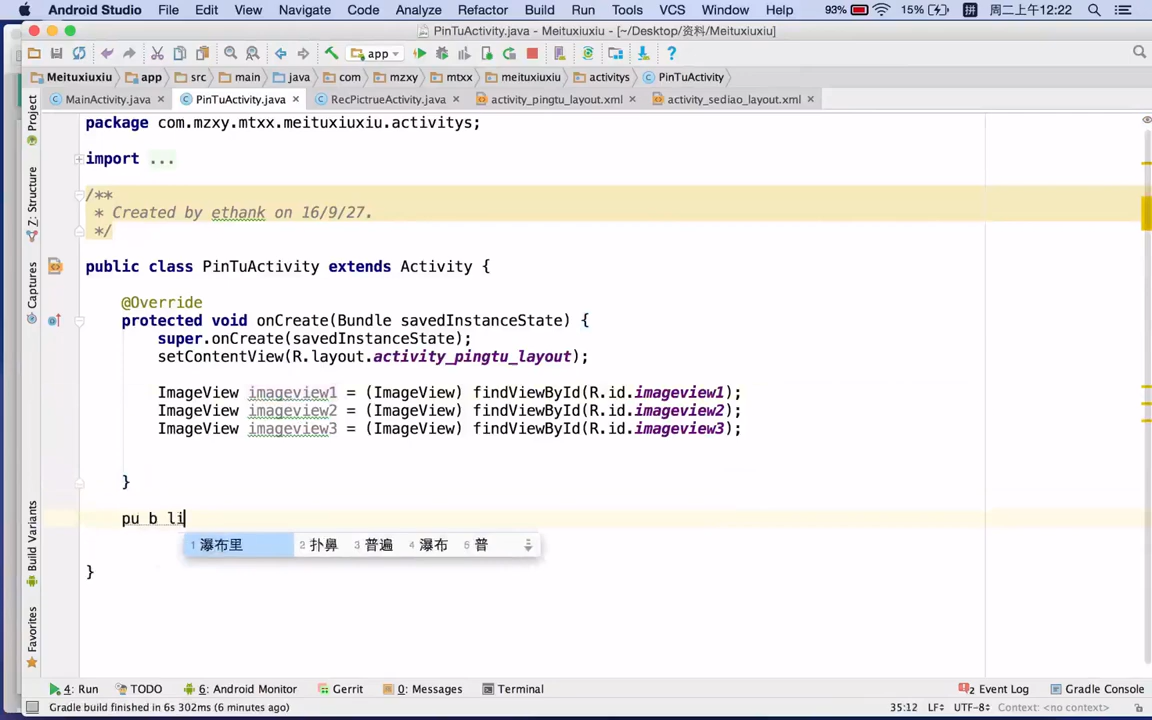 Android Studio File Edit View Navigate Code Analyze Refactor Build Run Tools VCS Window Help 93% 15% 拼 周二上午12:22
PinTuActivity.java - Meituxiuxiu - [~/Desktop/资料/Meituxiuxiu]
app
Meituxiuxiu app src main java com mzxy mtxx meituxiuxiu activitys PinTuActivity
MainActivity.java PinTuActivity.java RecPictrueActivity.java activity_pingtu_layout.xml activity_sediao_layout.xml
Project
Z: Structure
Captures
Build Variants
Favorites
package com.mzxy.mtxx.meituxiuxiu.activitys;
import ...
/**
* Created by ethank on 16/9/27.
*/
public class PinTuActivity extends Activity {
@Override
protected void onCreate(Bundle savedInstanceState) {
super.onCreate(savedInstanceState);
setContentView(R.layout.activity_pingtu_layout);
ImageView imageview1 = (ImageView) findViewById(R.id.imageview1);
ImageView imageview2 = (ImageView) findViewById(R.id.imageview2);
ImageView imageview3 = (ImageView) findViewById(R.id.imageview3);
}
pu b li
1 瀑布里 2 扑鼻 3 普遍 4 瀑布 5 普
}
4: Run TODO 6: Android Monitor Gerrit 0: Messages Terminal 2 Event Log Gradle Console
Gradle build finished in 6s 302ms (6 minutes ago) 35:12 LF÷ UTF-8÷ Context: <no context>